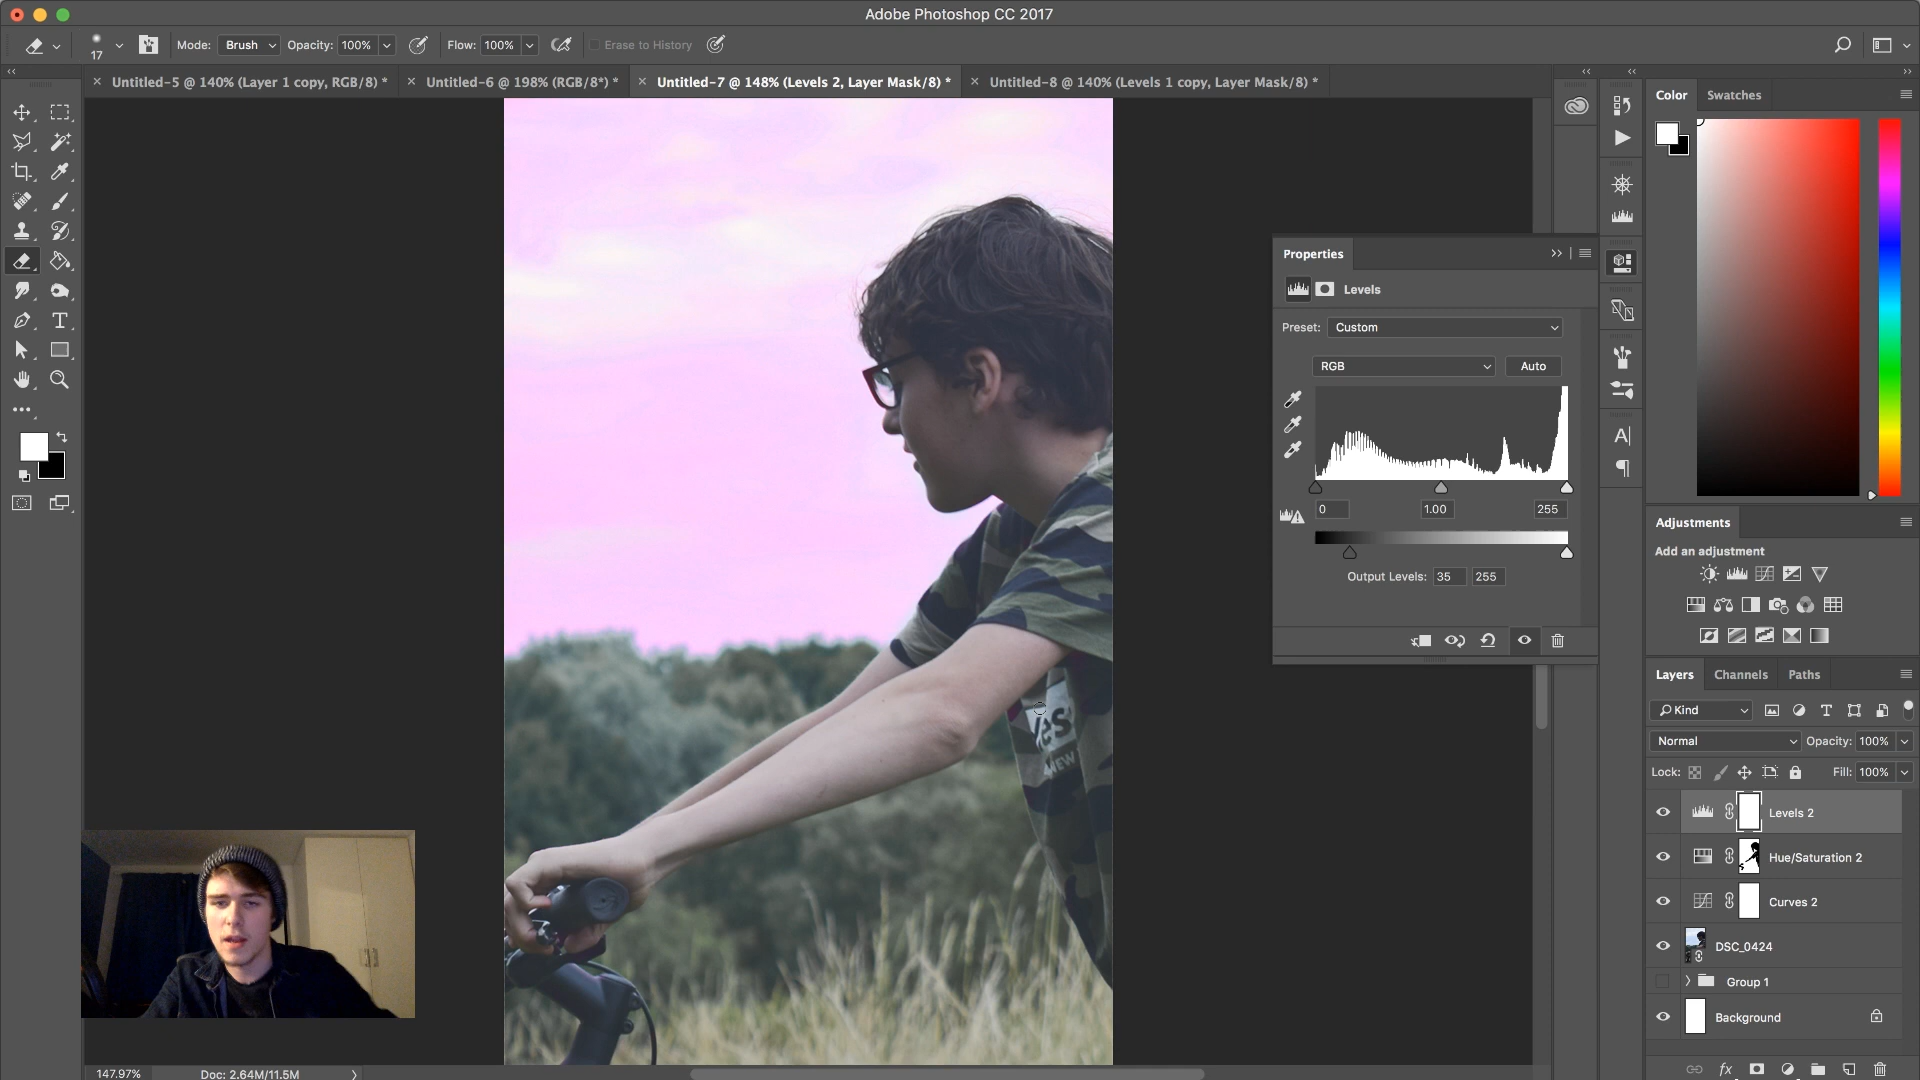 Adobe Photoshop CC 2017
17
Mode: Brush Opacity: 100% Flow: 100% Erase to History
Untitled-5 @ 140% (Layer 1 copy, RGB/8) *
Untitled-6 @ 198% (RGB/8*) *
Untitled-7 @ 148% (Levels 2, Layer Mask/8) *
Untitled-8 @ 140% (Levels 1 copy, Layer Mask/8) *
Color Swatches
Properties
Levels
Preset: Custom
RGB Auto
0 1.00 255
Output Levels: 35 255
Adjustments
Add an adjustment
Layers Channels Paths
Kind
Normal Opacity: 100%
Lock: Fill: 100%
Levels 2
Hue/Saturation 2
Curves 2
DSC_0424
Group 1
Background
es
NEW
147.97% Doc: 2.64M/11.5M